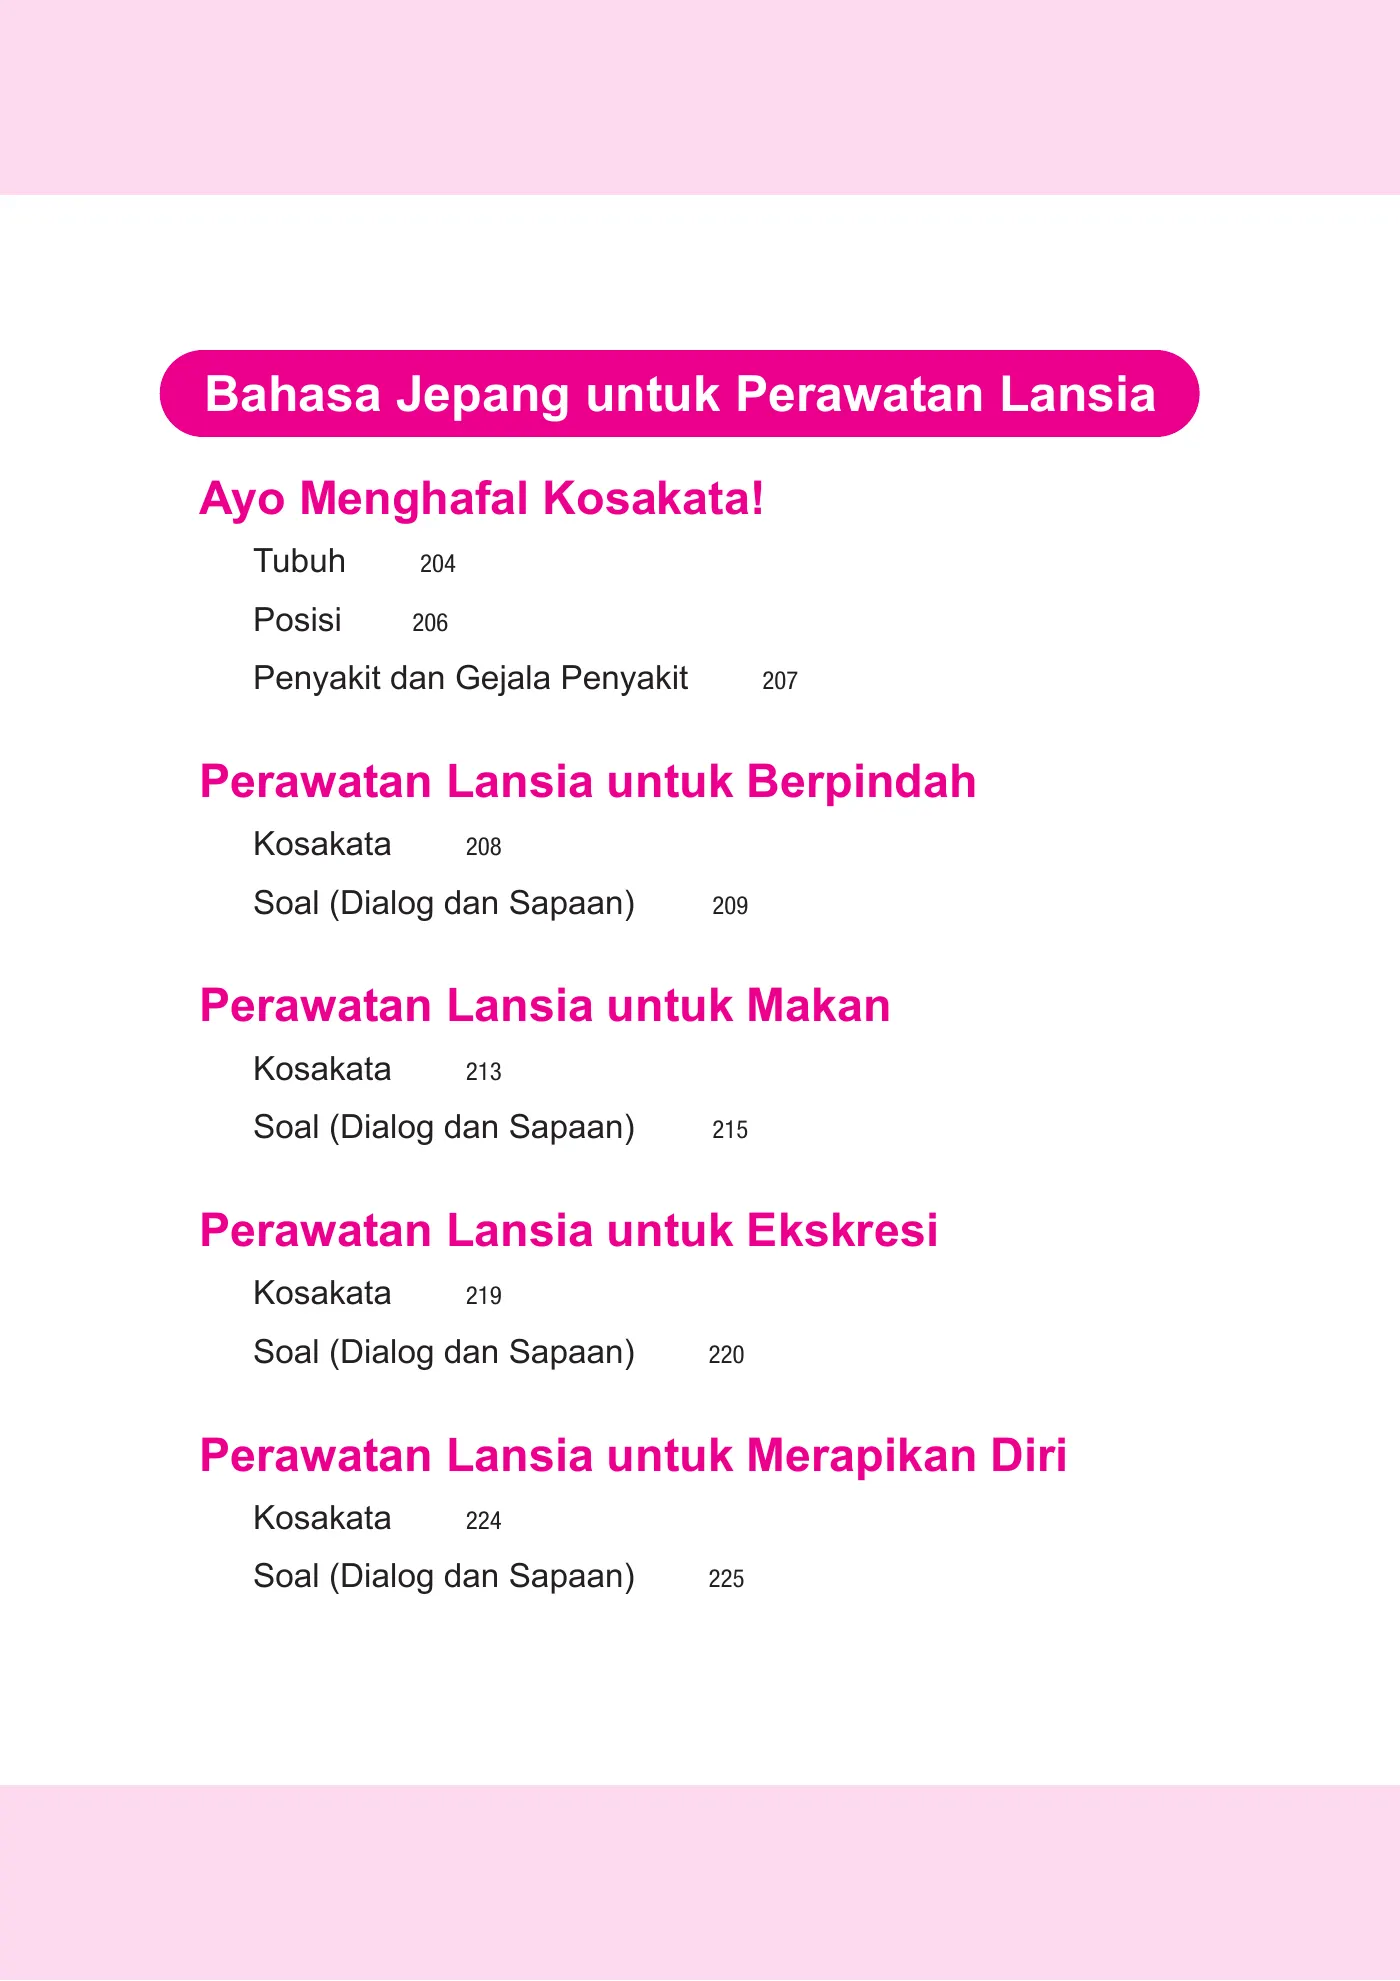 Bahasa Jepang untuk Perawatan Lansia
Ayo Menghafal Kosakata!
Tubuh 204
Posisi 206
Penyakit dan Gejala Penyakit 207
Perawatan Lansia untuk Berpindah
Kosakata 208
Soal (Dialog dan Sapaan) 209
Perawatan Lansia untuk Makan
Kosakata 213
Soal (Dialog dan Sapaan) 215
Perawatan Lansia untuk Ekskresi
Kosakata 219
Soal (Dialog dan Sapaan) 220
Perawatan Lansia untuk Merapikan Diri
Kosakata 224
Soal (Dialog dan Sapaan) 225